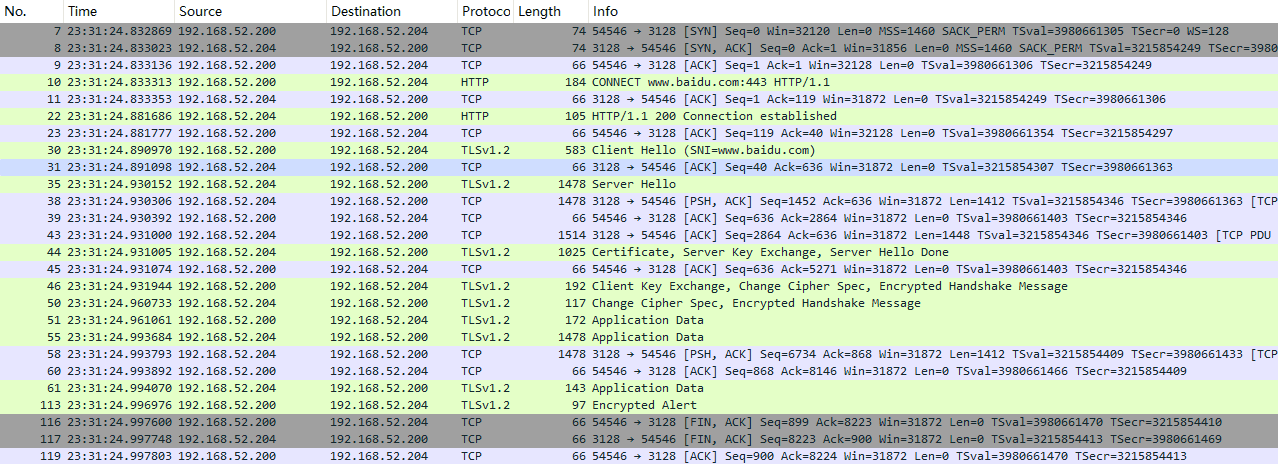 No. Time Source Destination Protoco Length Info
7 23:31:24.832869 192.168.52.200 192.168.52.204 TCP 74 54546 → 3128 [SYN] Seq=0 Win=32120 Len=0 MSS=1460 SACK_PERM TSval=3980661305 TSecr=0 WS=128
8 23:31:24.833023 192.168.52.204 192.168.52.200 TCP 74 3128 → 54546 [SYN, ACK] Seq=0 Ack=1 Win=31856 Len=0 MSS=1460 SACK_PERM TSval=3215854249 TSecr=3980
9 23:31:24.833136 192.168.52.200 192.168.52.204 TCP 66 54546 → 3128 [ACK] Seq=1 Ack=1 Win=32128 Len=0 TSval=3980661306 TSecr=3215854249
10 23:31:24.833313 192.168.52.200 192.168.52.204 HTTP 184 CONNECT www.baidu.com:443 HTTP/1.1
11 23:31:24.833353 192.168.52.204 192.168.52.200 TCP 66 3128 → 54546 [ACK] Seq=1 Ack=119 Win=31872 Len=0 TSval=3215854249 TSecr=3980661306
22 23:31:24.881686 192.168.52.204 192.168.52.200 HTTP 105 HTTP/1.1 200 Connection established
23 23:31:24.881777 192.168.52.200 192.168.52.204 TCP 66 54546 → 3128 [ACK] Seq=119 Ack=40 Win=32128 Len=0 TSval=3980661354 TSecr=3215854297
30 23:31:24.890970 192.168.52.200 192.168.52.204 TLSv1.2 583 Client Hello (SNI=www.baidu.com)
31 23:31:24.891098 192.168.52.204 192.168.52.200 TCP 66 3128 → 54546 [ACK] Seq=40 Ack=636 Win=31872 Len=0 TSval=3215854307 TSecr=3980661363
35 23:31:24.930152 192.168.52.204 192.168.52.200 TLSv1.2 1478 Server Hello
38 23:31:24.930306 192.168.52.204 192.168.52.200 TCP 1478 3128 → 54546 [PSH, ACK] Seq=1452 Ack=636 Win=31872 Len=1412 TSval=3215854346 TSecr=3980661363 [TCP
39 23:31:24.930392 192.168.52.200 192.168.52.204 TCP 66 54546 → 3128 [ACK] Seq=636 Ack=2864 Win=31872 Len=0 TSval=3980661403 TSecr=3215854346
43 23:31:24.931000 192.168.52.204 192.168.52.200 TCP 1514 3128 → 54546 [ACK] Seq=2864 Ack=636 Win=31872 Len=1448 TSval=3215854346 TSecr=3980661403 [TCP PDU
44 23:31:24.931005 192.168.52.204 192.168.52.200 TLSv1.2 1025 Certificate, Server Key Exchange, Server Hello Done
45 23:31:24.931074 192.168.52.200 192.168.52.204 TCP 66 54546 → 3128 [ACK] Seq=636 Ack=5271 Win=31872 Len=0 TSval=3980661403 TSecr=3215854346
46 23:31:24.931944 192.168.52.200 192.168.52.204 TLSv1.2 192 Client Key Exchange, Change Cipher Spec, Encrypted Handshake Message
50 23:31:24.960733 192.168.52.204 192.168.52.200 TLSv1.2 117 Change Cipher Spec, Encrypted Handshake Message
51 23:31:24.961061 192.168.52.200 192.168.52.204 TLSv1.2 172 Application Data
55 23:31:24.993684 192.168.52.204 192.168.52.200 TLSv1.2 1478 Application Data
58 23:31:24.993793 192.168.52.204 192.168.52.200 TCP 1478 3128 → 54546 [PSH, ACK] Seq=6734 Ack=868 Win=31872 Len=1412 TSval=3215854409 TSecr=3980661433 [TCP
60 23:31:24.993892 192.168.52.200 192.168.52.204 TCP 66 54546 → 3128 [ACK] Seq=868 Ack=8146 Win=31872 Len=0 TSval=3980661466 TSecr=3215854409
61 23:31:24.994070 192.168.52.204 192.168.52.200 TLSv1.2 143 Application Data
113 23:31:24.996976 192.168.52.200 192.168.52.204 TLSv1.2 97 Encrypted Alert
116 23:31:24.997600 192.168.52.200 192.168.52.204 TCP 66 54546 → 3128 [FIN, ACK] Seq=899 Ack=8223 Win=31872 Len=0 TSval=3980661470 TSecr=3215854410
117 23:31:24.997748 192.168.52.204 192.168.52.200 TCP 66 3128 → 54546 [FIN, ACK] Seq=8223 Ack=900 Win=31872 Len=0 TSval=3215854413 TSecr=3980661469
119 23:31:24.997803 192.168.52.200 192.168.52.204 TCP 66 54546 → 3128 [ACK] Seq=900 Ack=8224 Win=31872 Len=0 TSval=3980661470 TSecr=3215854413